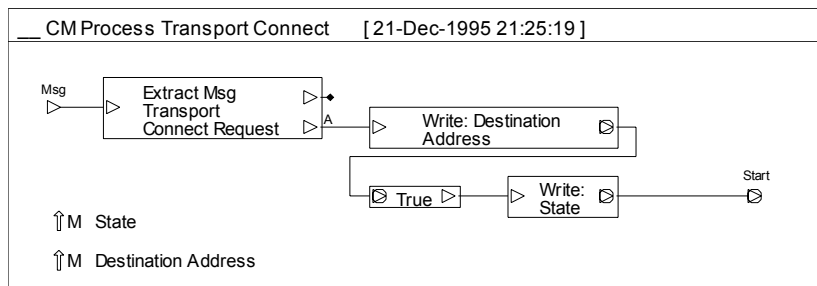 __ CM Process Transport Connect [ 21-Dec-1995 21:25:19 ]
Msg
Extract Msg
Transport
Connect Request
A
Write: Destination
Address
True
Write:
State
Start
⇑M State
⇑M Destination Address